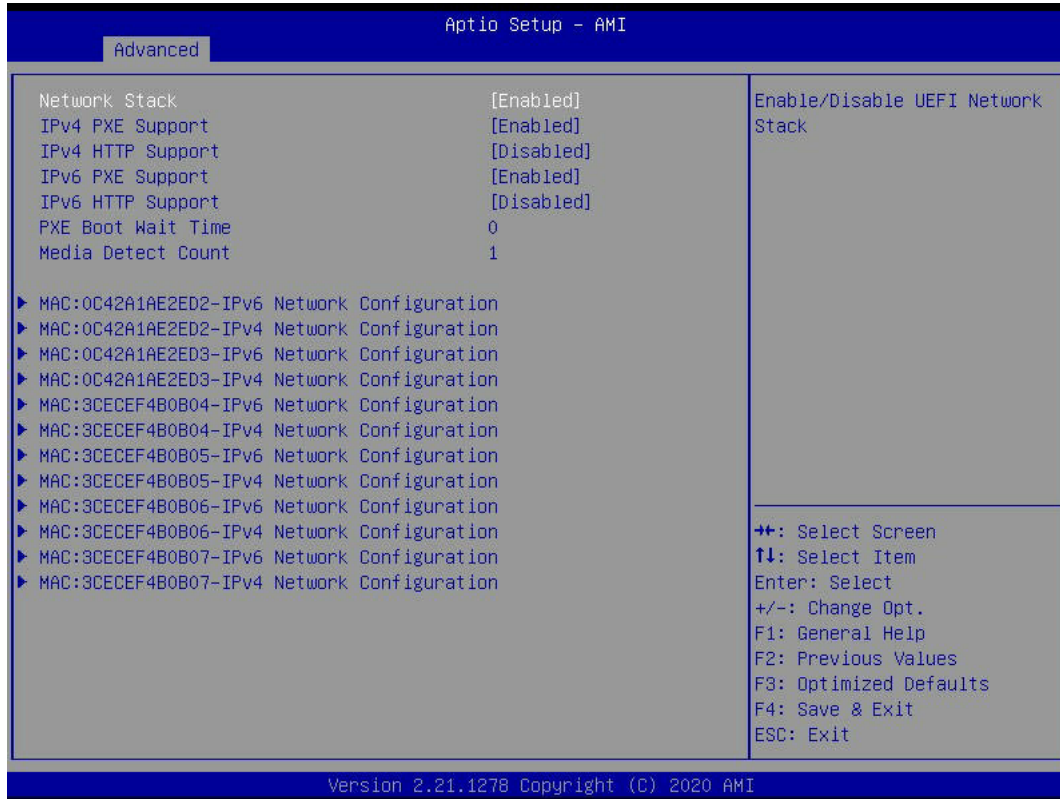 Aptio Setup – AMI
Advanced
Network Stack [Enabled]
IPv4 PXE Support [Enabled]
IPv4 HTTP Support [Disabled]
IPv6 PXE Support [Enabled]
IPv6 HTTP Support [Disabled]
PXE Boot Wait Time 0
Media Detect Count 1
MAC:0C42A1AE2ED2-IPv6 Network Configuration
MAC:0C42A1AE2ED2-IPv4 Network Configuration
MAC:0C42A1AE2ED3-IPv6 Network Configuration
MAC:0C42A1AE2ED3-IPv4 Network Configuration
MAC:3CECEF4B0B04-IPv6 Network Configuration
MAC:3CECEF4B0B04-IPv4 Network Configuration
MAC:3CECEF4B0B05-IPv6 Network Configuration
MAC:3CECEF4B0B05-IPv4 Network Configuration
MAC:3CECEF4B0B06-IPv6 Network Configuration
MAC:3CECEF4B0B06-IPv4 Network Configuration
MAC:3CECEF4B0B07-IPv6 Network Configuration
MAC:3CECEF4B0B07-IPv4 Network Configuration
Enable/Disable UEFI Network
Stack
→←: Select Screen
↑↓: Select Item
Enter: Select
+/-: Change Opt.
F1: General Help
F2: Previous Values
F3: Optimized Defaults
F4: Save & Exit
ESC: Exit
Version 2.21.1278 Copyright (C) 2020 AMI